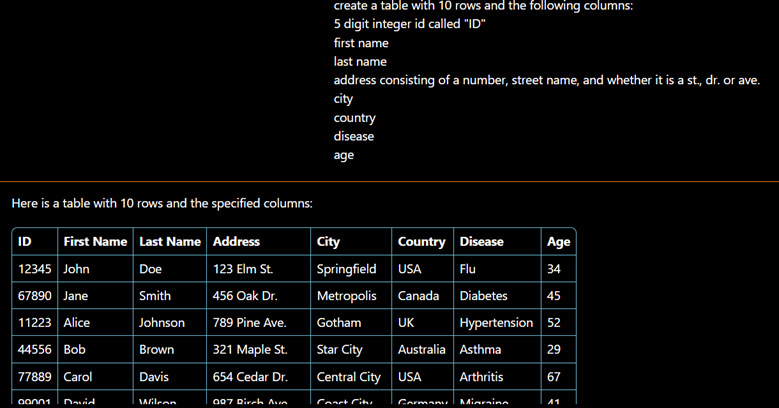 create a table with 10 rows and the following columns:
5 digit integer id called "ID"
first name
last name
address consisting of a number, street name, and whether it is a st., dr. or ave.
city
country
disease
age
Here is a table with 10 rows and the specified columns:
ID First Name Last Name Address City Country Disease Age
12345 John Doe 123 Elm St. Springfield USA Flu 34
67890 Jane Smith 456 Oak Dr. Metropolis Canada Diabetes 45
11223 Alice Johnson 789 Pine Ave. Gotham UK Hypertension 52
44556 Bob Brown 321 Maple St. Star City Australia Asthma 29
77889 Carol Davis 654 Cedar Dr. Central City USA Arthritis 67
99001 David Wilson 987 Birch Ave. Coast City Germany Migraine 41